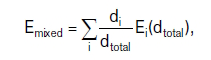 E_mixed = ∑_i d_i/d_total E_i(d_total),